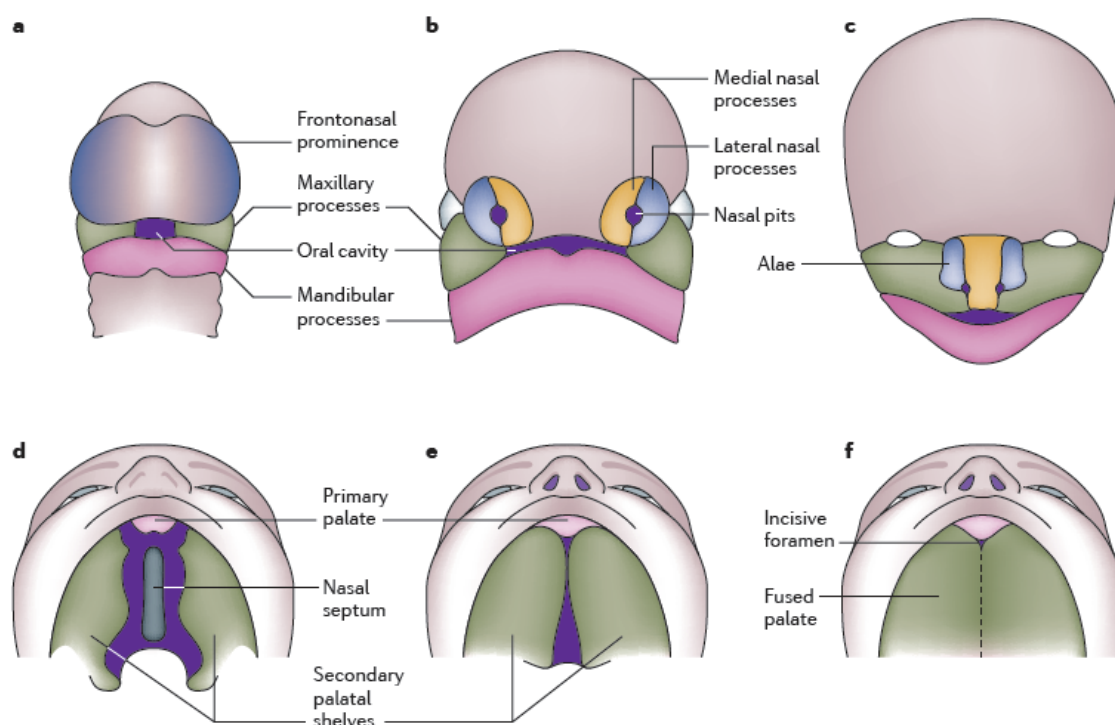 a
b
c
Frontonasal
prominence
Maxillary
processes
Oral cavity
Mandibular
processes
Medial nasal
processes
Lateral nasal
processes
Nasal pits
Alae
d
e
f
Primary
palate
Nasal
septum
Secondary
palatal
shelves
Incisive
foramen
Fused
palate